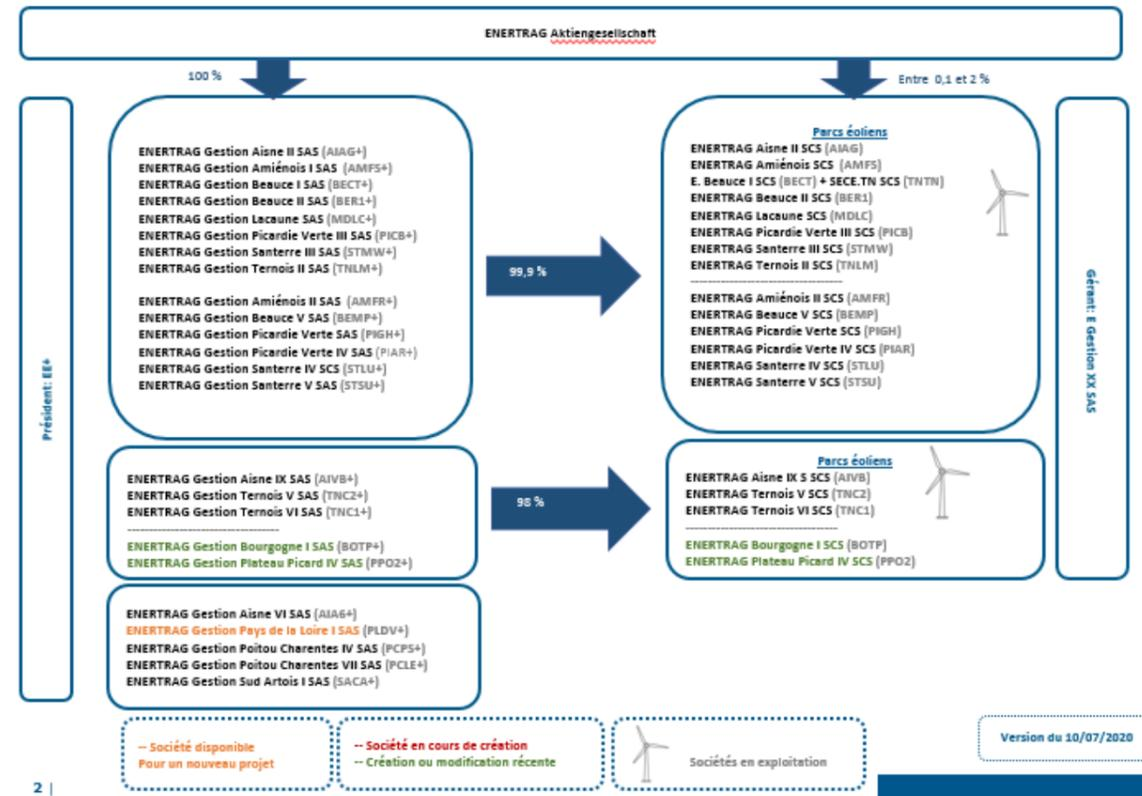 ENERTRAG Aktiengesellschaft
100 %
Entre 0,1 et 2 %
Président: EE+
ENERTRAG Gestion Aisne II SAS (AIAG+)
ENERTRAG Gestion Amiénois I SAS (AMFS+)
ENERTRAG Gestion Beauce I SAS (BECT+)
ENERTRAG Gestion Beauce II SAS (BER1+)
ENERTRAG Gestion Lacaune SAS (MDLC+)
ENERTRAG Gestion Picardie Verte III SAS (PICB+)
ENERTRAG Gestion Santerre III SAS (STMW+)
ENERTRAG Gestion Ternois II SAS (TNLM+)
ENERTRAG Gestion Amiénois II SAS (AMFR+)
ENERTRAG Gestion Beauce V SAS (BEMP+)
ENERTRAG Gestion Picardie Verte SAS (PIGH+)
ENERTRAG Gestion Picardie Verte IV SAS (PIAR+)
ENERTRAG Gestion Santerre IV SCS (STLU+)
ENERTRAG Gestion Santerre V SAS (STSU+)
99,9 %
Parcs éoliens
ENERTRAG Aisne II SCS (AIAG)
ENERTRAG Amiénois SCS (AMFS)
E. Beauce I SCS (BECT) + SECE.TN SCS (TNTN)
ENERTRAG Beauce II SCS (BER1)
ENERTRAG Lacaune SCS (MDLC)
ENERTRAG Picardie Verte III SCS (PICB)
ENERTRAG Santerre III SCS (STMW)
ENERTRAG Ternois II SCS (TNLM)
----------------------------------------
ENERTRAG Amiénois II SCS (AMFR)
ENERTRAG Beauce V SCS (BEMP)
ENERTRAG Picardie Verte SCS (PIGH)
ENERTRAG Picardie Verte IV SCS (PIAR)
ENERTRAG Santerre IV SCS (STLU)
ENERTRAG Santerre V SCS (STSU)
Gérant: E Gestion XX SAS
ENERTRAG Gestion Aisne IX SAS (AIVB+)
ENERTRAG Gestion Ternois V SAS (TNC2+)
ENERTRAG Gestion Ternois VI SAS (TNC1+)
----------------------------------------
ENERTRAG Gestion Bourgogne I SAS (BOTP+)
ENERTRAG Gestion Plateau Picard IV SAS (PPO2+)
98 %
Parcs éoliens
ENERTRAG Aisne IX S SCS (AIVB)
ENERTRAG Ternois V SCS (TNC2)
ENERTRAG Ternois VI SCS (TNC1)
----------------------------------------
ENERTRAG Bourgogne I SCS (BOTP)
ENERTRAG Plateau Picard IV SCS (PPO2)
ENERTRAG Gestion Aisne VI SAS (AIA6+)
ENERTRAG Gestion Pays de la Loire I SAS (PLDV+)
ENERTRAG Gestion Poitou Charentes IV SAS (PCPS+)
ENERTRAG Gestion Poitou Charentes VII SAS (PCLE+)
ENERTRAG Gestion Sud Artois I SAS (SACA+)
-- Société disponible
Pour un nouveau projet
-- Société en cours de création
-- Création ou modification récente
Sociétés en exploitation
Version du 10/07/2020
2 |